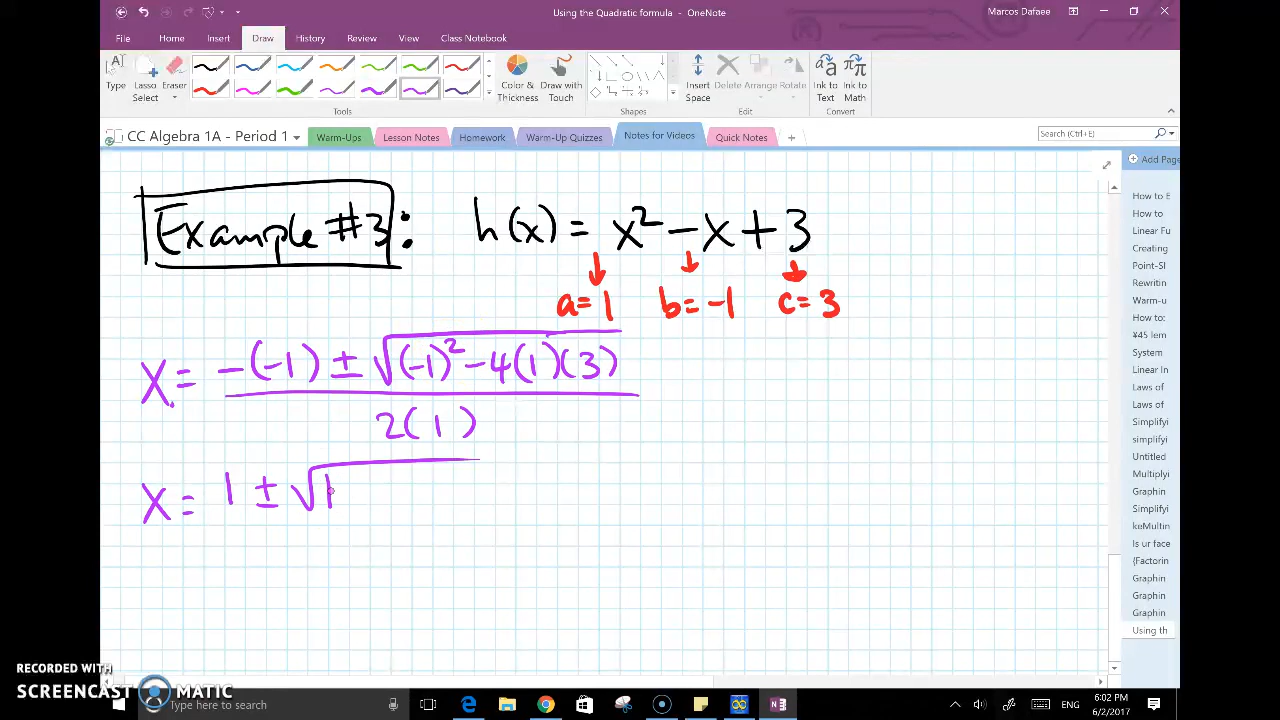 Using the Quadratic formula - OneNote
Marcos Dafaee
File Home Insert Draw History Review View Class Notebook
Type Lasso Select Eraser Color & Thickness Draw with Touch Insert Space Delete Arrange Rotate Ink to Text Ink to Math
Tools Shapes Edit Convert
CC Algebra 1A - Period 1 Warm-Ups Lesson Notes Homework Warm-Up Quizzes Notes for Videos Quick Notes + Search (Ctrl+E)
Add Page
How to E
How to
Linear Fu
Creating
Point-Sl
Rewritin
Warm-u
How to:
¥45 tem
System
Linear In
Laws of
Laws of
Simplify
simplifyi
Untitled
Multiplyi
Graphin
Simplify
keMultin
Is ur face
{Factorin
Graphin
Graphin
Graphin
Using th
Example #3: h(x) = x² - x + 3
a = 1 b = -1 c = 3
X = -(-1) ± √(-1)² - 4(1)(3)
2(1)
X = 1 ± √1
RECORDED WITH
SCREENCAST MATIC
Type here to search
ENG
6:02 PM
6/2/2017